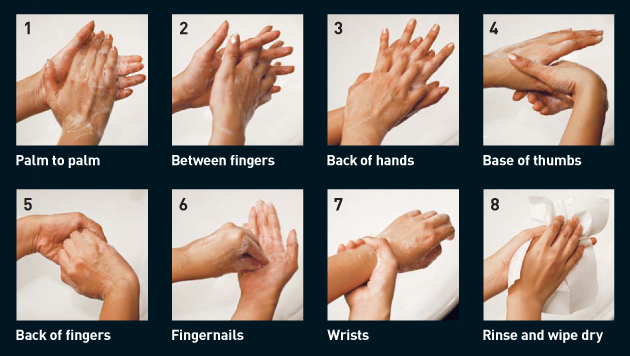 1
Palm to palm
2
Between fingers
3
Back of hands
4
Base of thumbs
5
Back of fingers
6
Fingernails
7
Wrists
8
Rinse and wipe dry